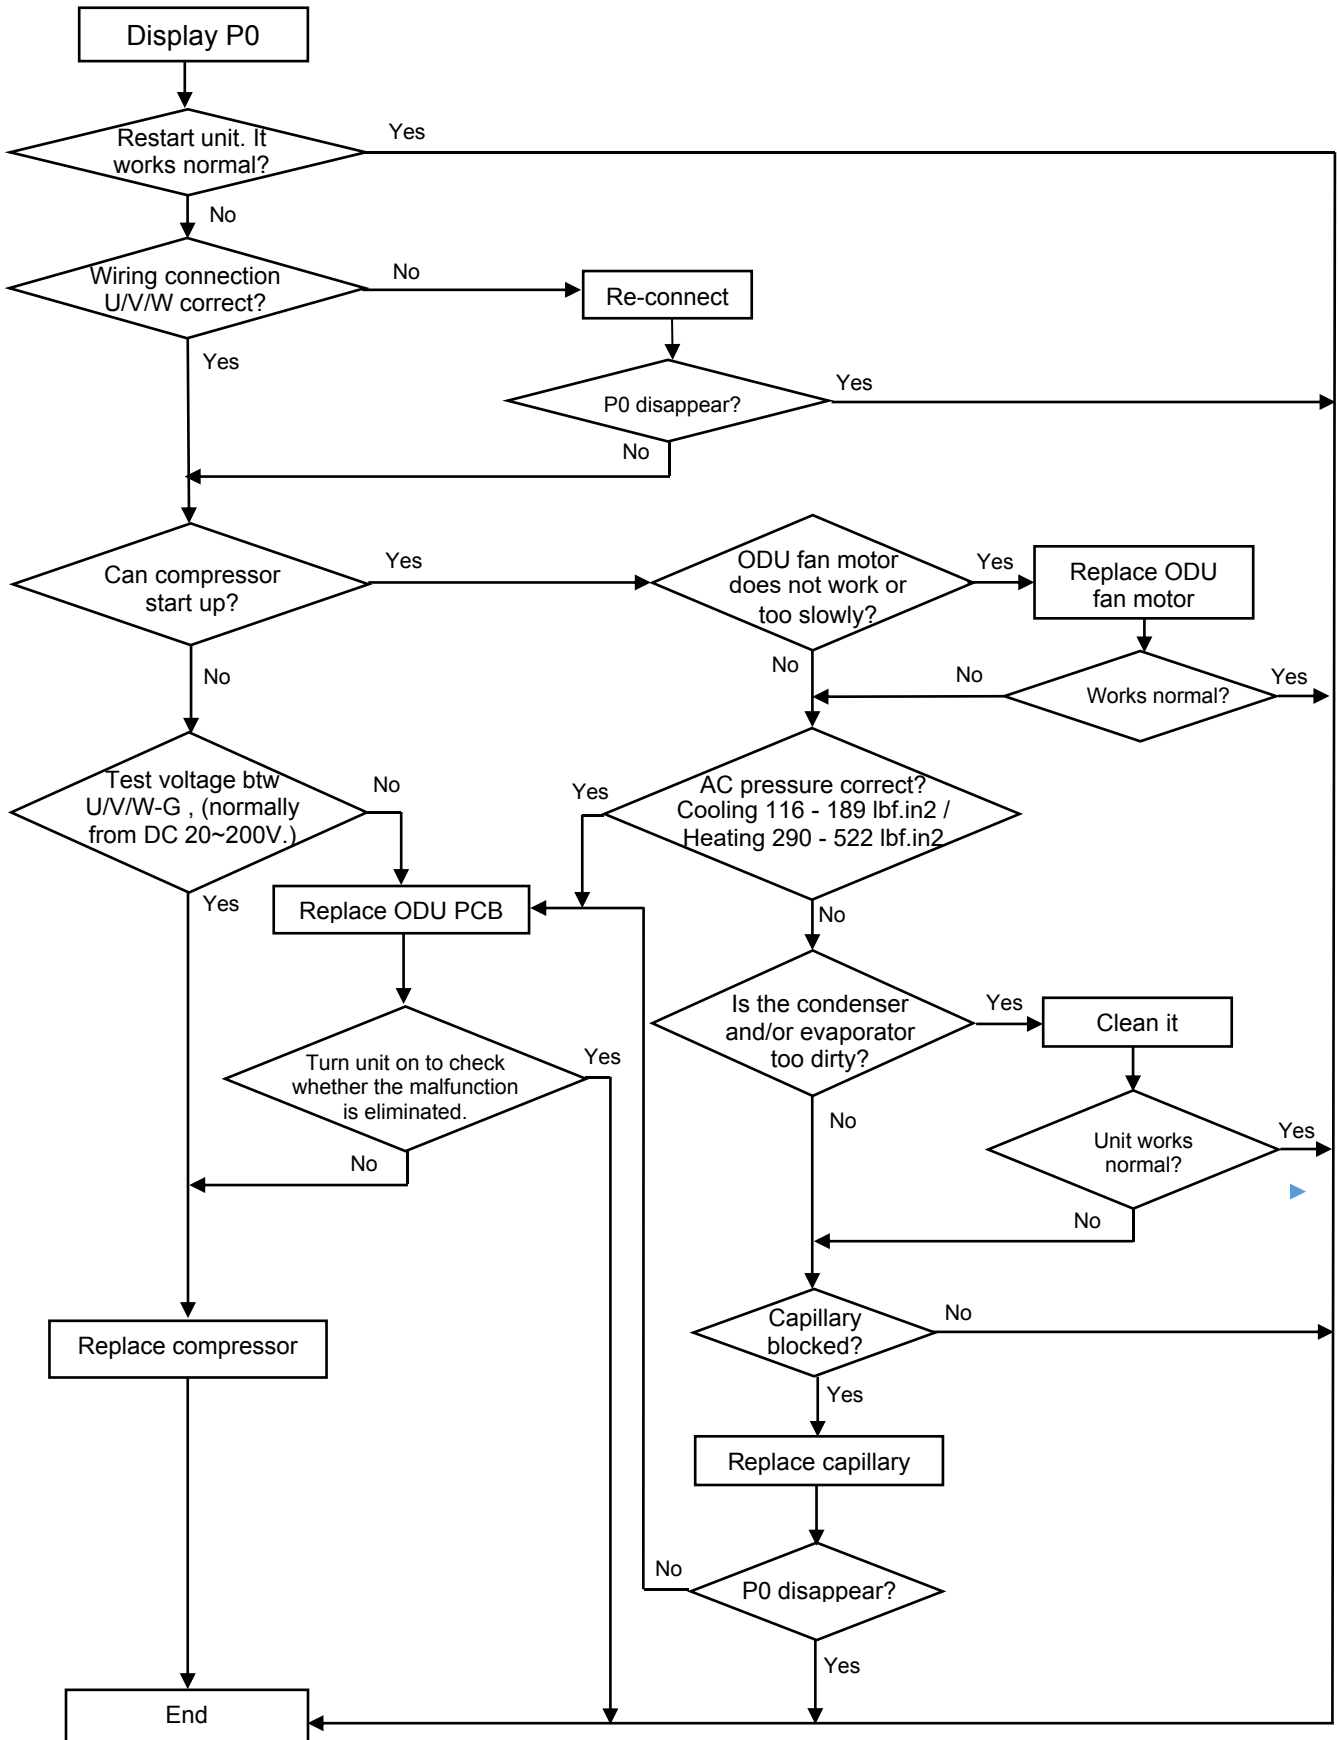 Display P0
Restart unit. It
works normal?
Yes
No
Wiring connection
U/V/W correct?
No
Re-connect
Yes
P0 disappear?
Yes
No
Can compressor
start up?
Yes
ODU fan motor
does not work or
too slowly?
Yes
Replace ODU
fan motor
No
No
No
Works normal?
Yes
Test voltage btw
U/V/W-G , (normally
from DC 20~200V.)
No
Yes
AC pressure correct?
Cooling 116 - 189 lbf.in2 /
Heating 290 - 522 lbf.in2
Yes
Replace ODU PCB
No
Is the condenser
and/or evaporator
too dirty?
Yes
Clean it
Turn unit on to check
whether the malfunction
is eliminated.
Yes
No
No
Unit works
normal?
Yes
No
Capillary
blocked?
No
Replace compressor
Yes
Replace capillary
No
P0 disappear?
Yes
End